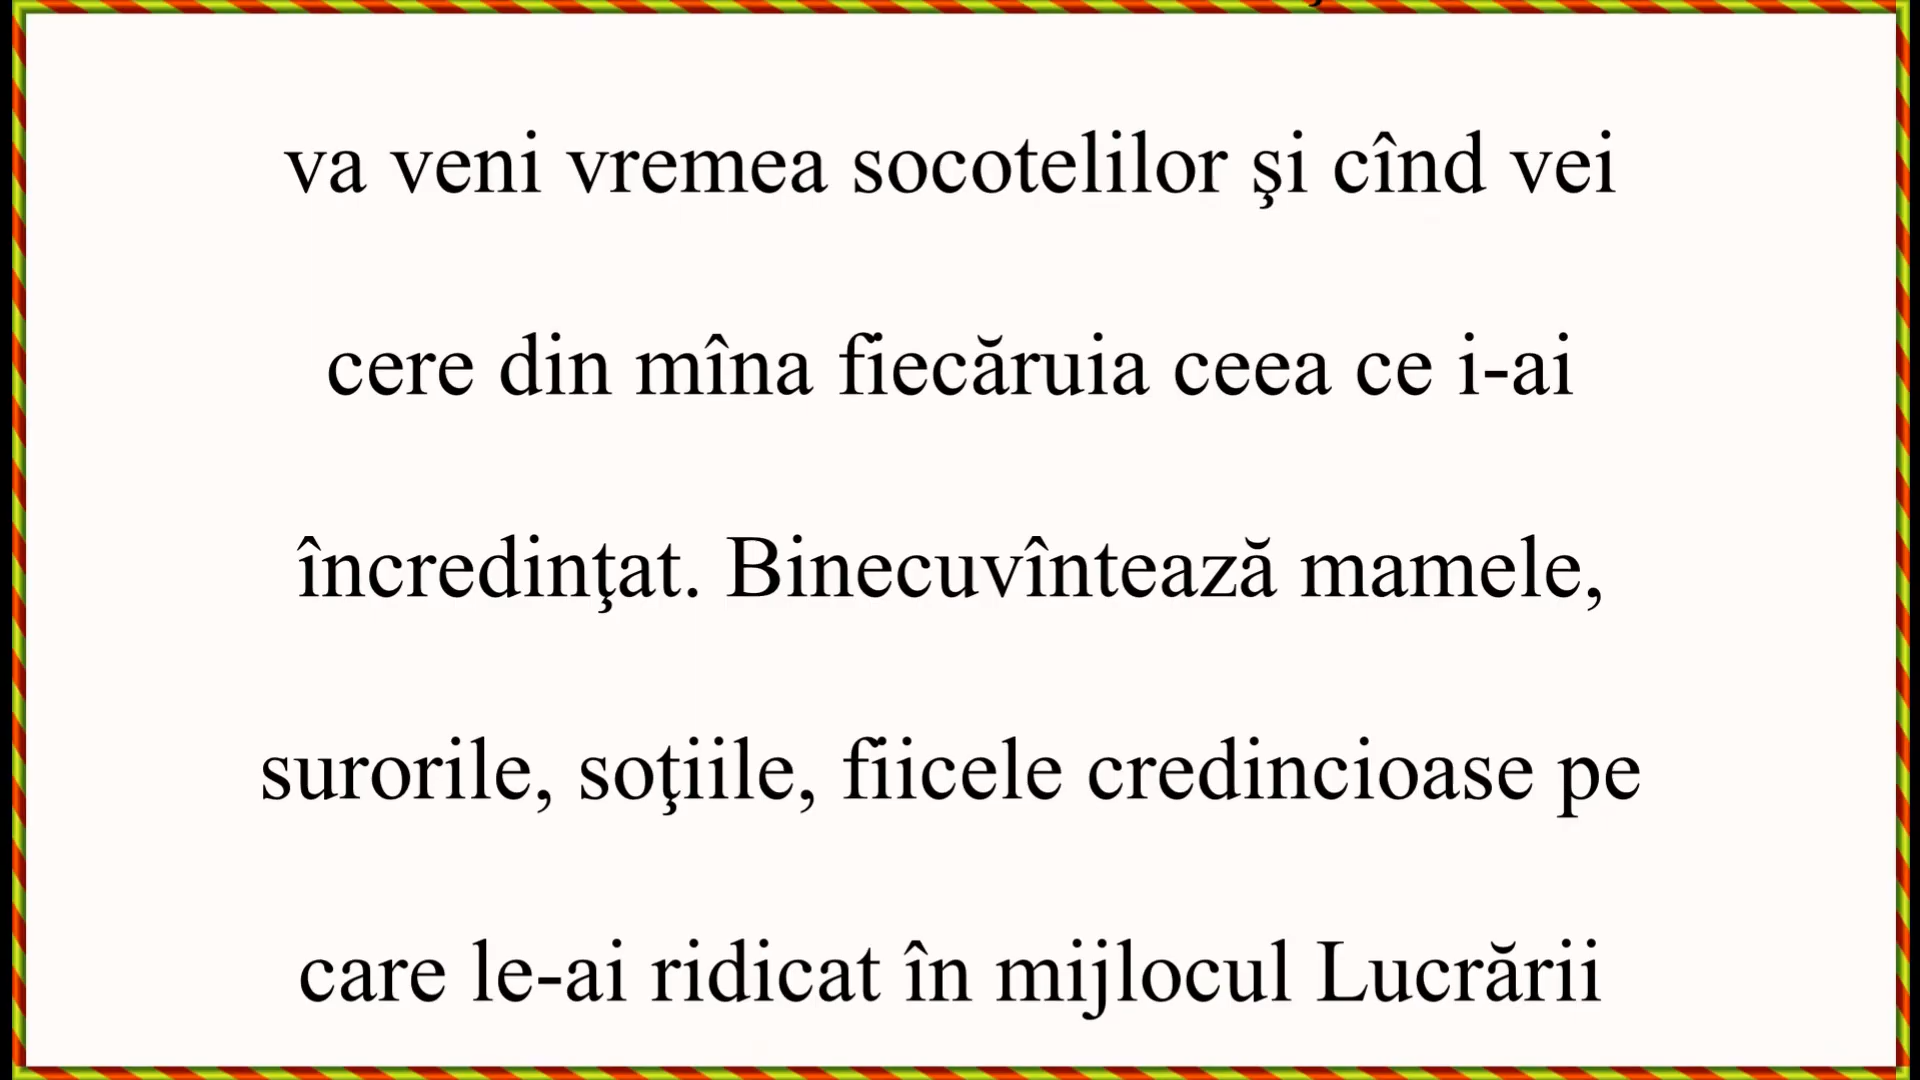 va veni vremea socotelilor şi cînd vei
cere din mîna fiecăruia ceea ce i-ai
încredinţat. Binecuvîntează mamele,
surorile, soţiile, fiicele credincioase pe
care le-ai ridicat în mijlocul Lucrării